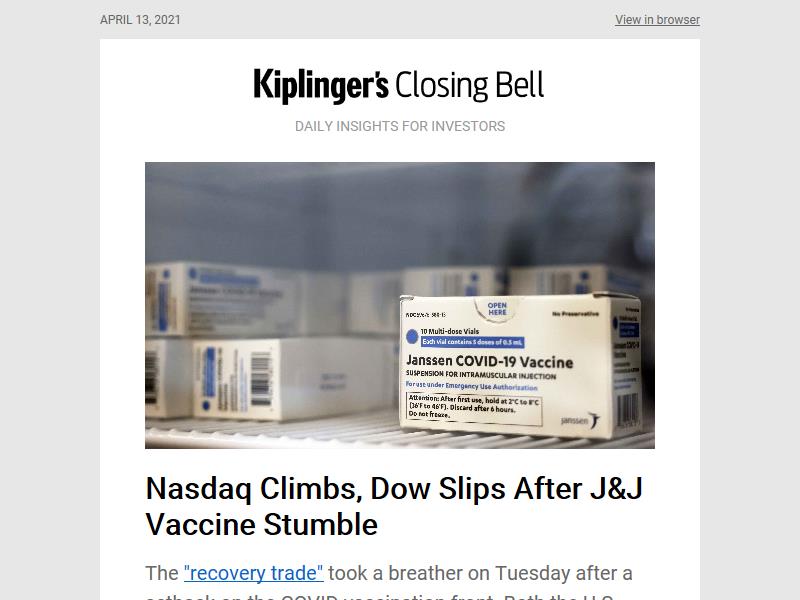 APRIL 13, 2021
View in browser
Kiplinger's Closing Bell
DAILY INSIGHTS FOR INVESTORS
OPEN
HERE
No Preservative
10 Multi-dose Vials
Each vial contains 5 doses of 0.5 mL
Janssen COVID-19 Vaccine
SUSPENSION FOR INTRAMUSCULAR INJECTION
For use under Emergency Use Authorization
Attention: After first use, hold at 2°C to 8°C
(36°F to 46°F). Discard after 6 hours.
Do not freeze.
janssen
Nasdaq Climbs, Dow Slips After J&J
Vaccine Stumble
The "recovery trade" took a breather on Tuesday after a